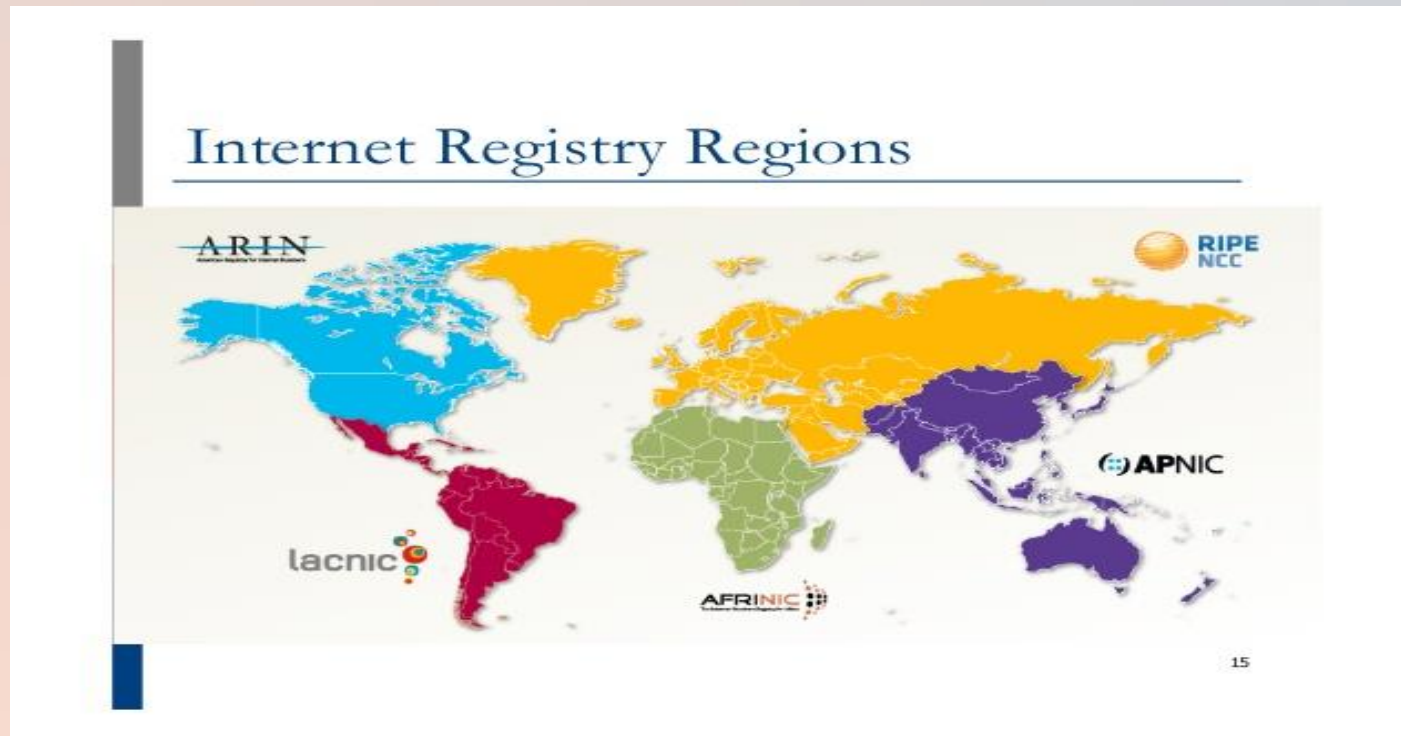 Internet Registry Regions
ARIN
RIPE
NCC
APNIC
lacnic
AFRINIC
15